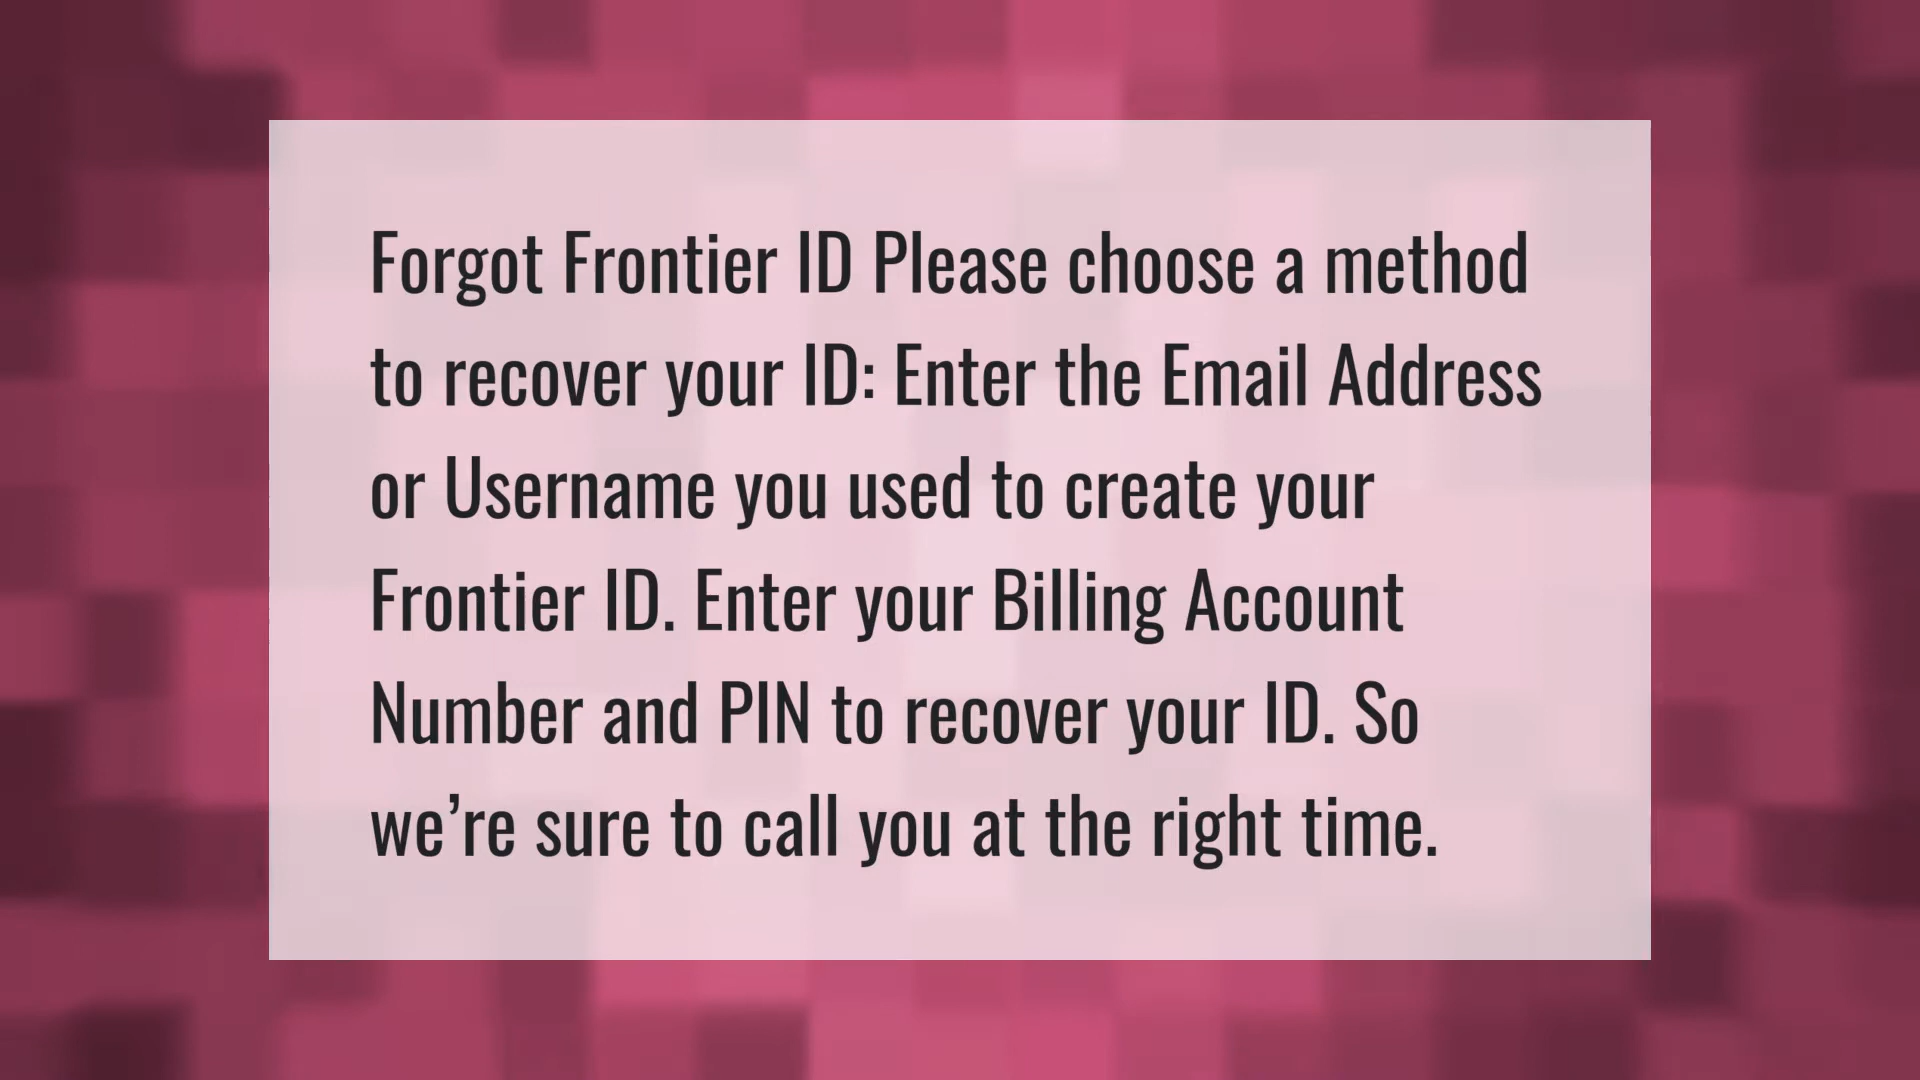 Forgot Frontier ID Please choose a method
to recover your ID: Enter the Email Address
or Username you used to create your
Frontier ID. Enter your Billing Account
Number and PIN to recover your ID. So
we’re sure to call you at the right time.